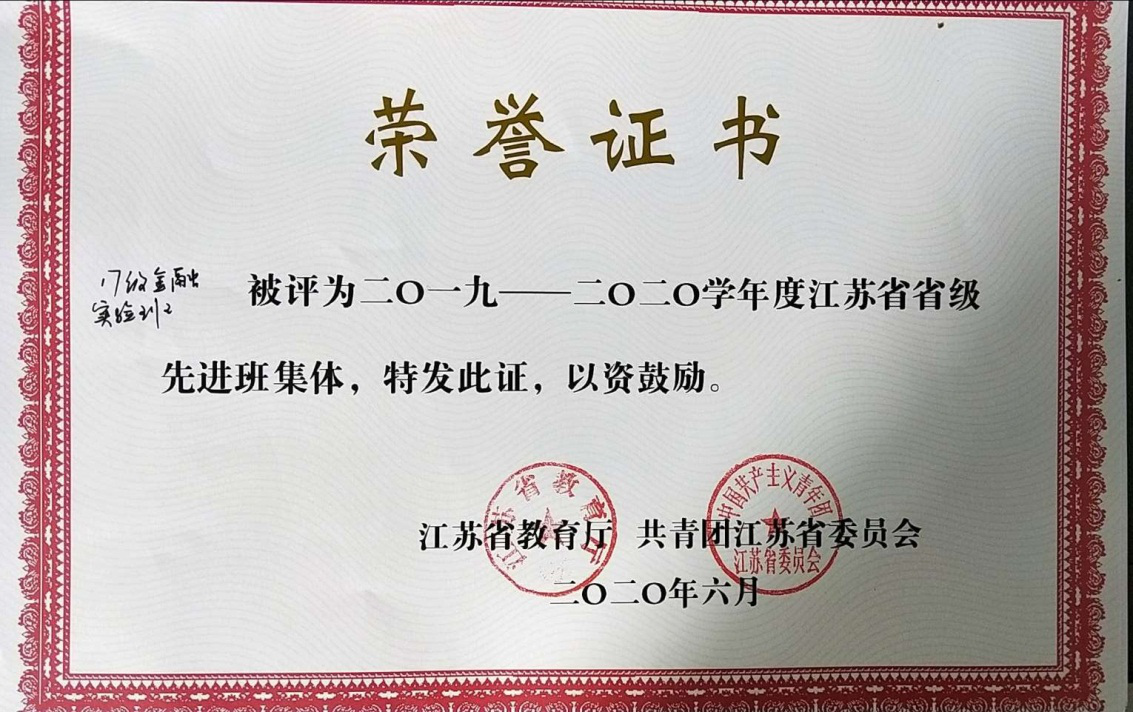 荣誉证书
17级金融
实验班2
被评为二〇一九——二〇二〇学年度江苏省省级
先进班集体，特发此证，以资鼓励。
江苏省教育厅
中国共产主义青年团
江苏省委员会
江苏省教育厅 共青团江苏省委员会
二〇二〇年六月